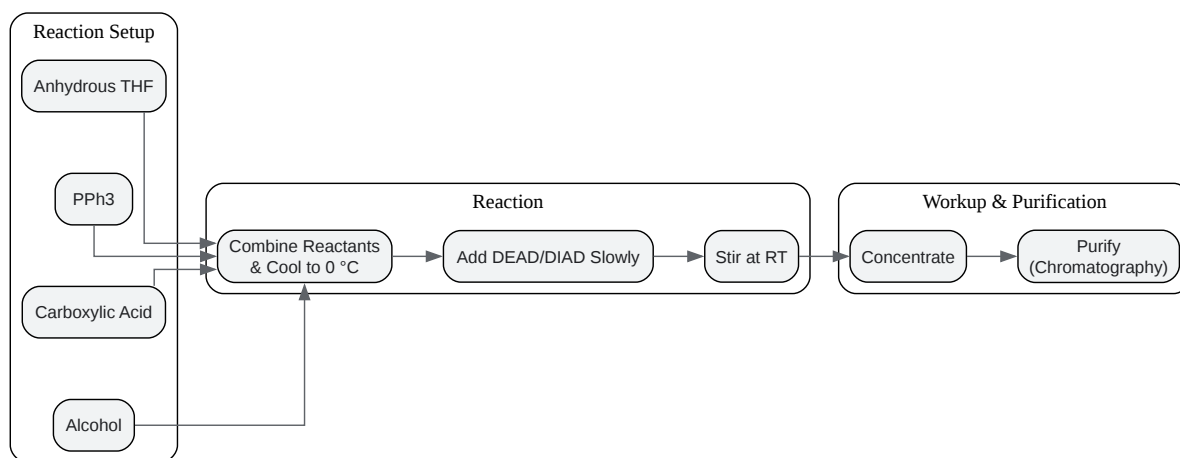 Reaction Setup
Anhydrous THF
PPh3
Carboxylic Acid
Alcohol
Reaction
Combine Reactants
& Cool to 0 °C
Add DEAD/DIAD Slowly
Stir at RT
Workup & Purification
Concentrate
Purify
(Chromatography)